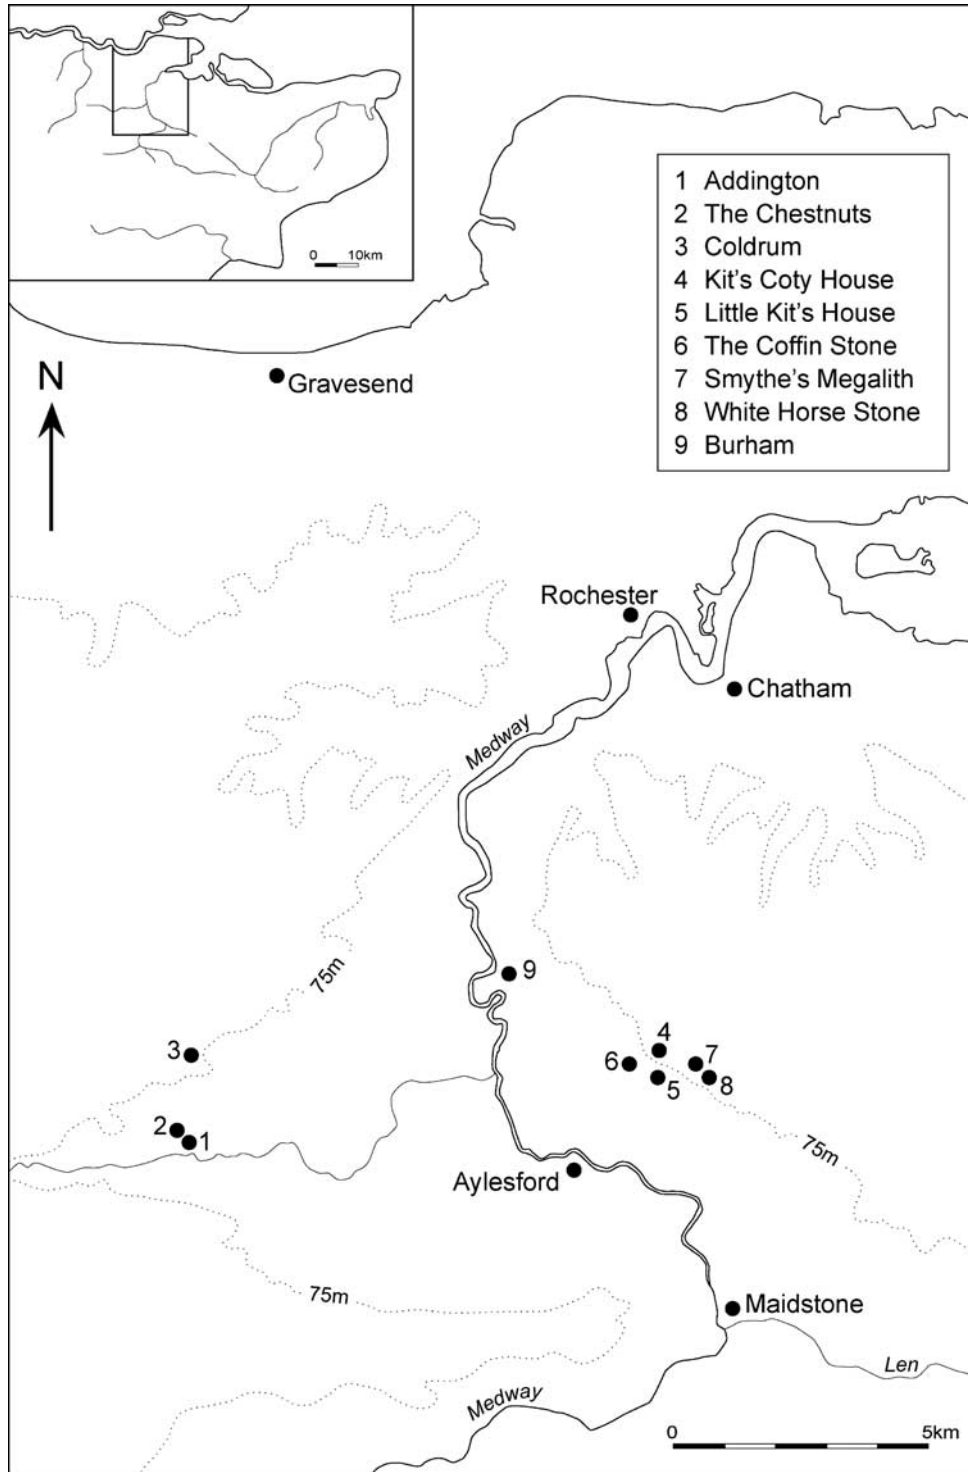 0 10km
1 Addington
2 The Chestnuts
3 Coldrum
4 Kit's Coty House
5 Little Kit's House
6 The Coffin Stone
7 Smythe's Megalith
8 White Horse Stone
9 Burham
N
Gravesend
Rochester
Chatham
Medway
75m
9
3
4
6
7
5
8
2
1
75m
Aylesford
75m
Maidstone
Len
Medway
0 5km